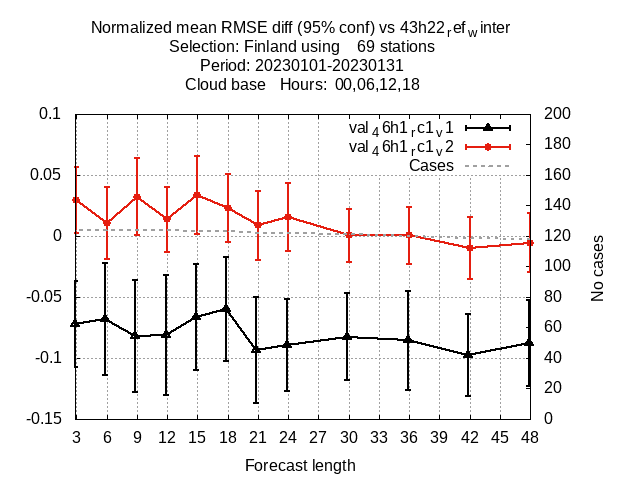 Normalized mean RMSE diff (95% conf) vs 43h22refwinter
Selection: Finland using 69 stations
Period: 20230101-20230131
Cloud base Hours: 00,06,12,18
0.1
0.05
0
-0.05
-0.1
-0.15
200
180
160
140
120
100
80
60
40
20
0
val46h1rc1v1
val46h1rc1v2
Cases
No cases
3 6 9 12 15 18 21 24 27 30 33 36 39 42 45 48
Forecast length